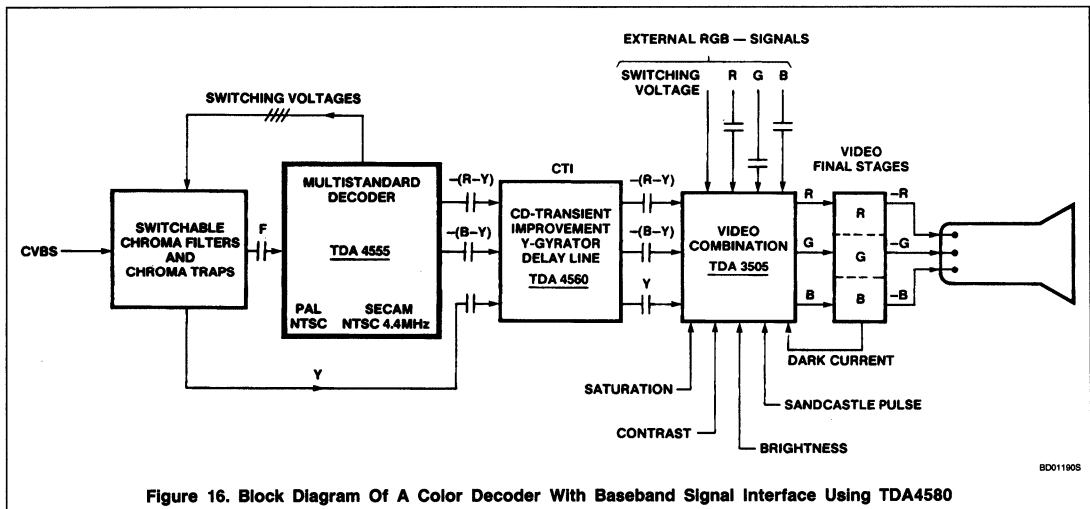 EXTERNAL RGB — SIGNALS
SWITCHING
VOLTAGE
R
G
B
SWITCHING VOLTAGES
VIDEO
FINAL STAGES
CVBS
SWITCHABLE
CHROMA FILTERS
AND
CHROMA TRAPS
F
MULTISTANDARD
DECODER
TDA 4555
PAL
NTSC
SECAM
NTSC 4.4MHz
–(R–Y)
–(B–Y)
Y
CTI
CD-TRANSIENT
IMPROVEMENT
Y-GYRATOR
DELAY LINE
TDA 4560
–(R–Y)
–(B–Y)
Y
VIDEO
COMBINATION
TDA 3505
R
G
B
R
G
B
–R
–G
–B
DARK CURRENT
SATURATION
SANDCASTLE PULSE
CONTRAST
BRIGHTNESS
BD01190S
Figure 16. Block Diagram Of A Color Decoder With Baseband Signal Interface Using TDA4580